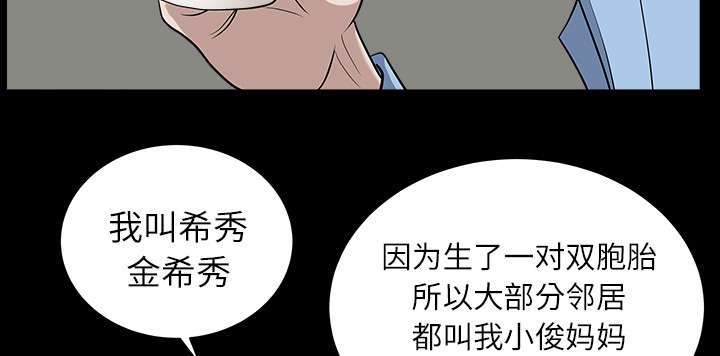 我叫希秀
金希秀
因为生了一对双胞胎
所以大部分邻居
都叫我小俊妈妈